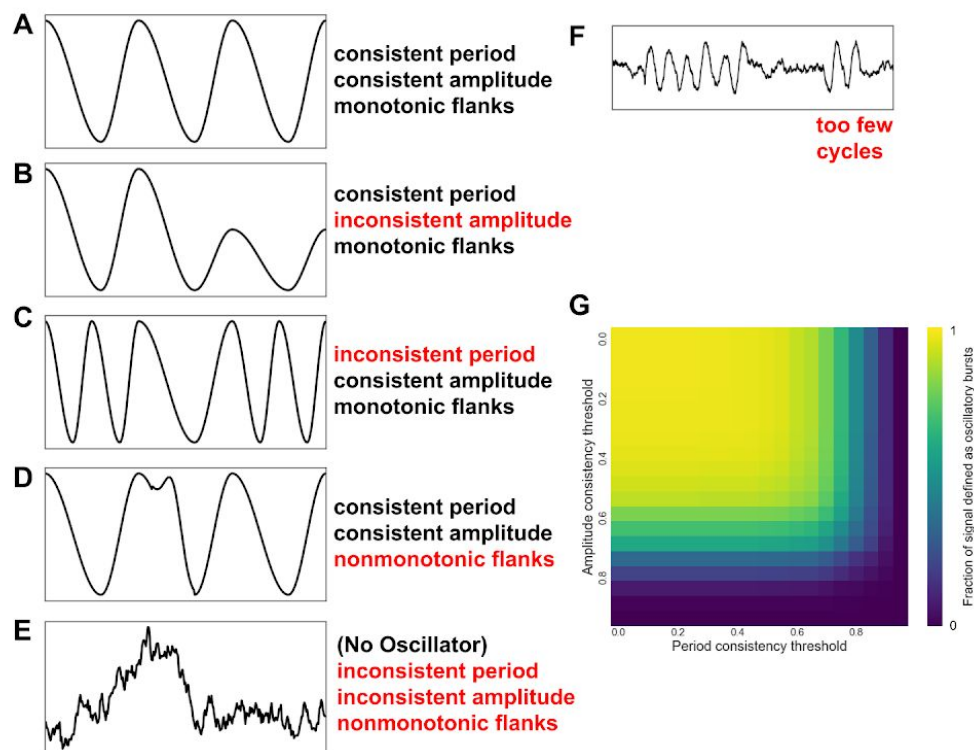 A
consistent period
consistent amplitude
monotonic flanks
B
consistent period
inconsistent amplitude
monotonic flanks
C
inconsistent period
consistent amplitude
monotonic flanks
D
consistent period
consistent amplitude
nonmonotonic flanks
E
(No Oscillator)
inconsistent period
inconsistent amplitude
nonmonotonic flanks
F
too few
cycles
G
Amplitude consistency threshold
0.0
0.2
0.4
0.6
0.8
0.0 0.2 0.4 0.6 0.8
Period consistency threshold
1
0
Fraction of signal defined as oscillatory bursts